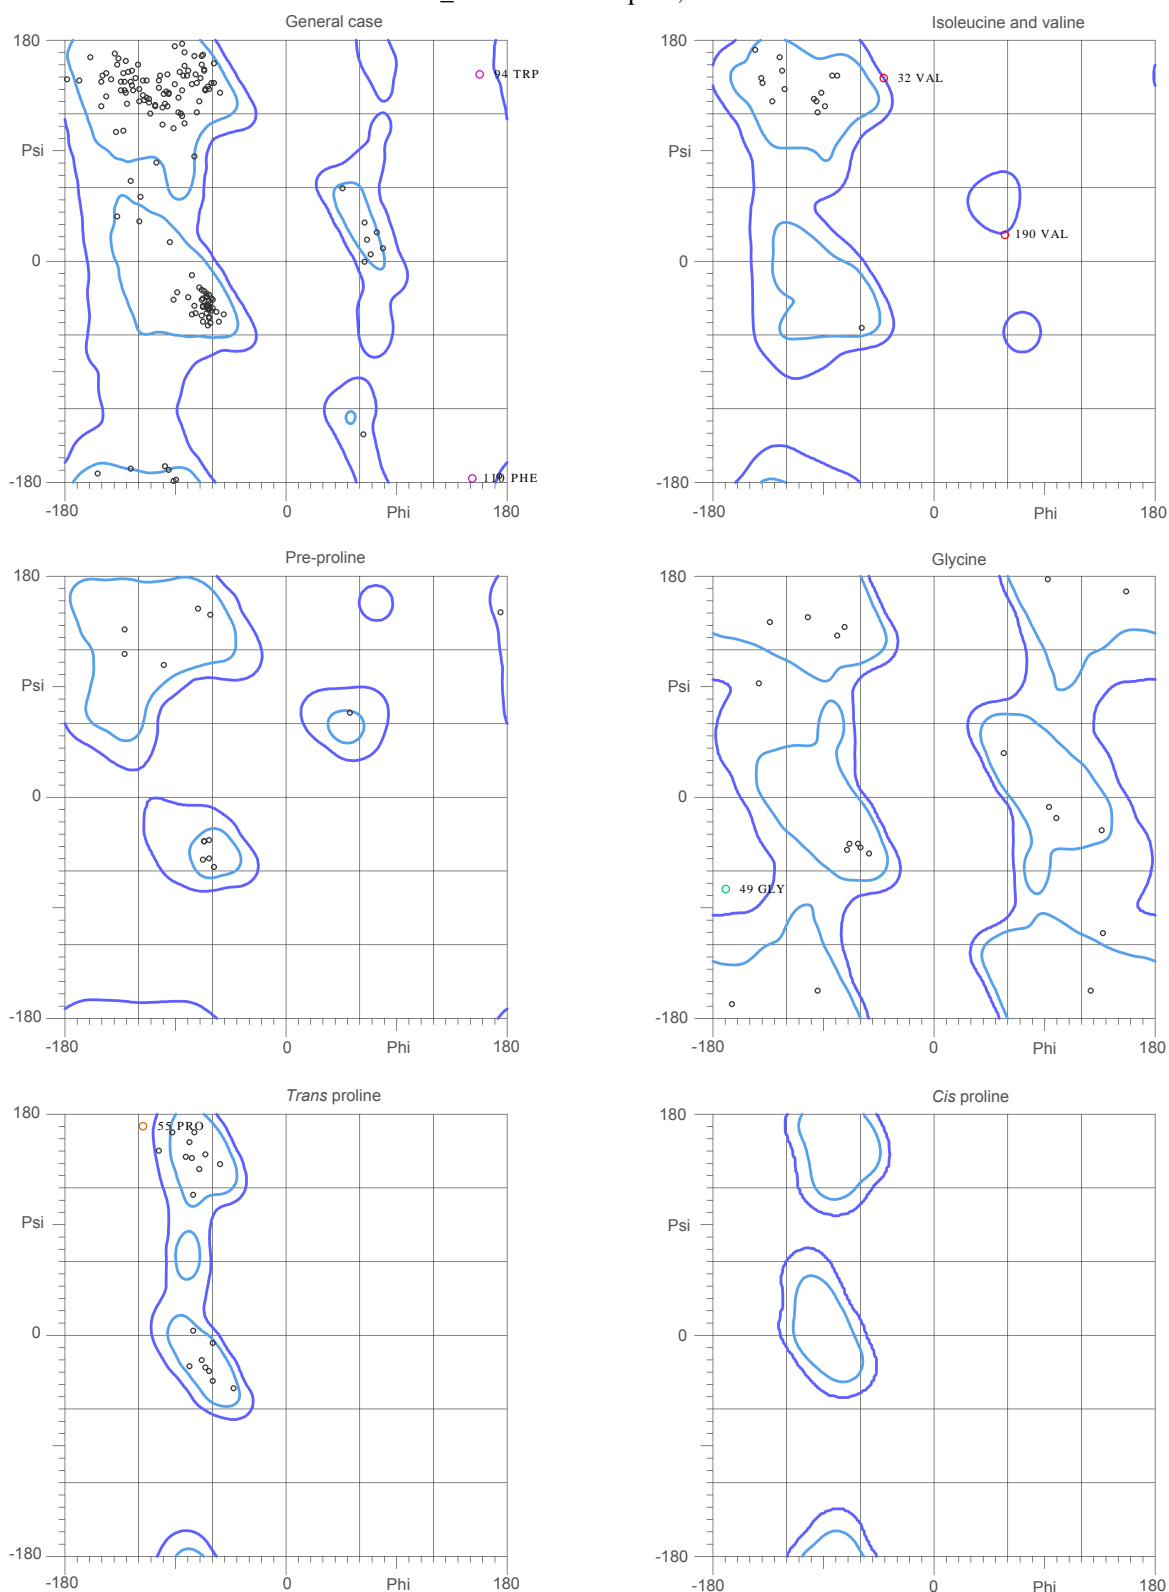 General case
180
94 TRP
Psi
0
110 PHE
-180
-180
0
Phi
180
Isoleucine and valine
180
32 VAL
Psi
190 VAL
0
-180
-180
0
Phi
180
Pre-proline
180
Psi
0
-180
-180
0
Phi
180
Glycine
180
Psi
0
49 GLY
-180
-180
0
Phi
180
Trans proline
180
55 PRO
Psi
0
-180
-180
0
Phi
180
Cis proline
180
Psi
0
-180
-180
0
Phi
180